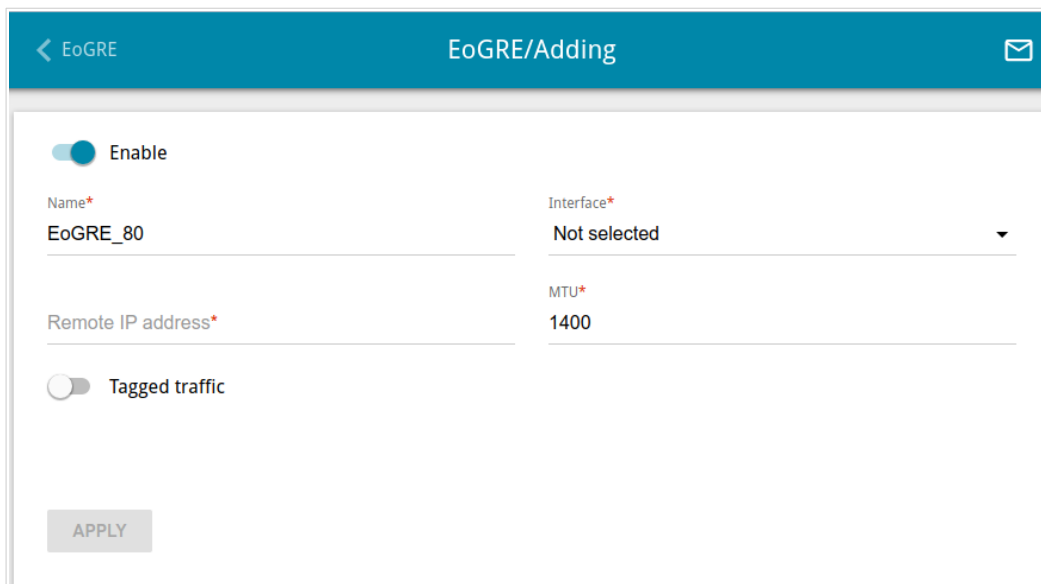 EoGRE
EoGRE/Adding
Enable
Name*
Interface*
EoGRE_80
Not selected
MTU*
Remote IP address*
1400
Tagged traffic
APPLY